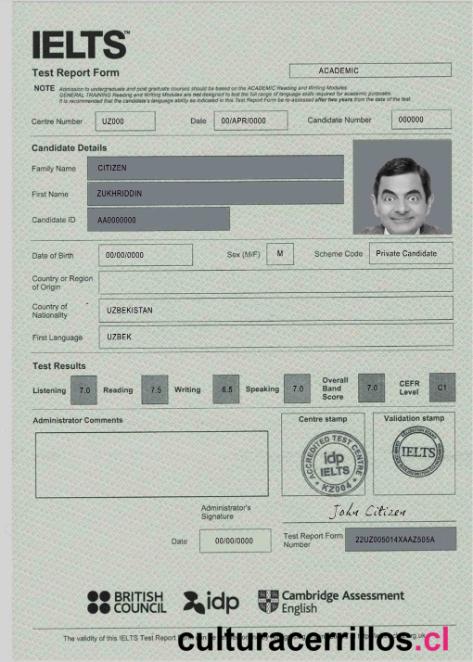 IELTS™
Test Report Form
ACADEMIC
NOTE Admission to undergraduate and post graduate courses should be based on the ACADEMIC Reading and Writing Modules.
GENERAL TRAINING Reading and Writing Modules are not designed to test the full range of language skills required for academic purposes.
It is recommended that the candidate's language ability as indicated in this Test Report Form be re-assessed after two years from the date of the test.
Centre Number UZ000 Date 00/APR/0000 Candidate Number 000000
Candidate Details
Family Name CITIZEN
First Name ZUKHRIDDIN
Candidate ID AA0000000
Date of Birth 00/00/0000 Sex (M/F) M Scheme Code Private Candidate
Country or Region of Origin
Country of Nationality UZBEKISTAN
First Language UZBEK
Test Results
Listening 7.0 Reading 7.5 Writing 6.5 Speaking 7.0 Overall Band Score 7.0 CEFR Level C1
Administrator Comments
Centre stamp
Validation stamp
ACCREDITED TEST CENTRE
idp
IELTS
KZ004
IELTS
Administrator's Signature
John Citizen
Date 00/00/0000
Test Report Form Number 22UZ005014XAAZ505A
BRITISH COUNCIL
idp
Cambridge Assessment English
The validity of this IELTS Test Report
culturacerrillos.cl